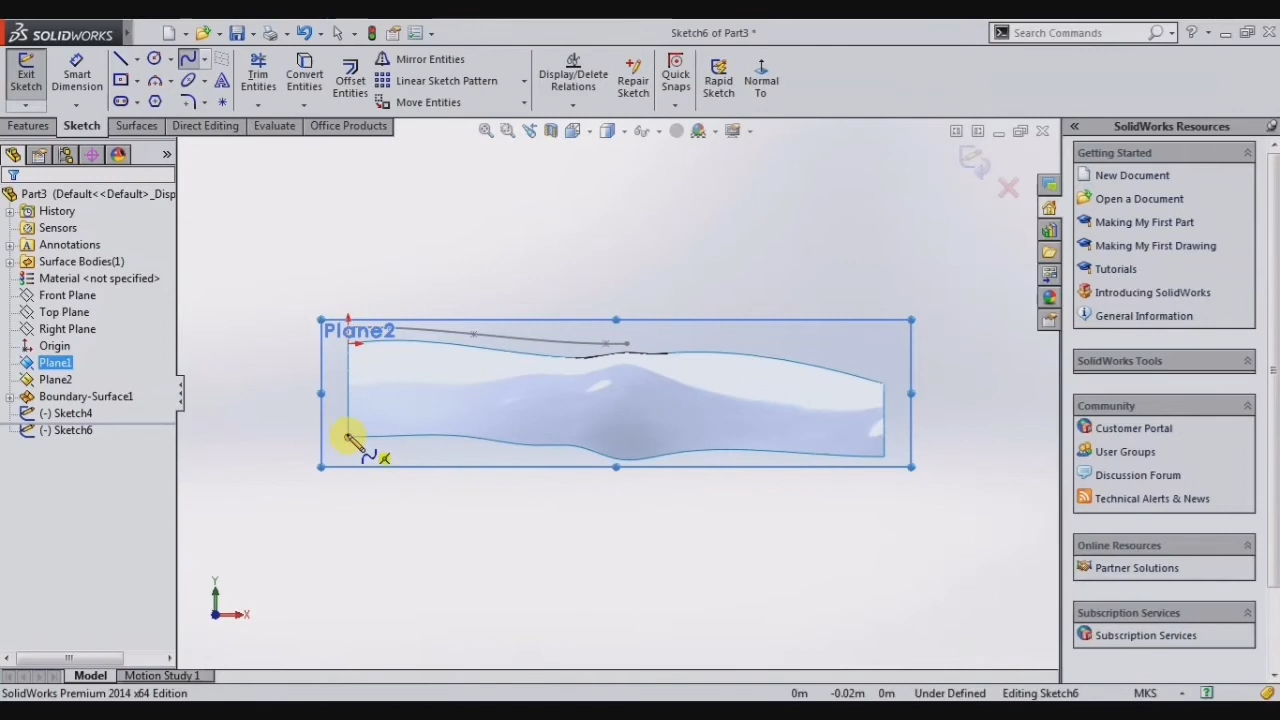 SOLIDWORKS
Sketch6 of Part3 *
Search Commands
Exit Sketch
Smart Dimension
Trim Entities
Convert Entities
Offset Entities
Mirror Entities
Linear Sketch Pattern
Move Entities
Display/Delete Relations
Repair Sketch
Quick Snaps
Rapid Sketch
Normal To
Features
Sketch
Surfaces
Direct Editing
Evaluate
Office Products
Part3 (Default<<Default>_Disp
History
Sensors
Annotations
Surface Bodies(1)
Material <not specified>
Front Plane
Top Plane
Right Plane
Origin
Plane1
Plane2
Boundary-Surface1
(-) Sketch4
(-) Sketch6
Plane2
Y
X
SolidWorks Resources
Getting Started
New Document
Open a Document
Making My First Part
Making My First Drawing
Tutorials
Introducing SolidWorks
General Information
SolidWorks Tools
Community
Customer Portal
User Groups
Discussion Forum
Technical Alerts & News
Online Resources
Partner Solutions
Subscription Services
Subscription Services
Model
Motion Study 1
SolidWorks Premium 2014 x64 Edition
0m
-0.02m
0m
Under Defined
Editing Sketch6
MKS